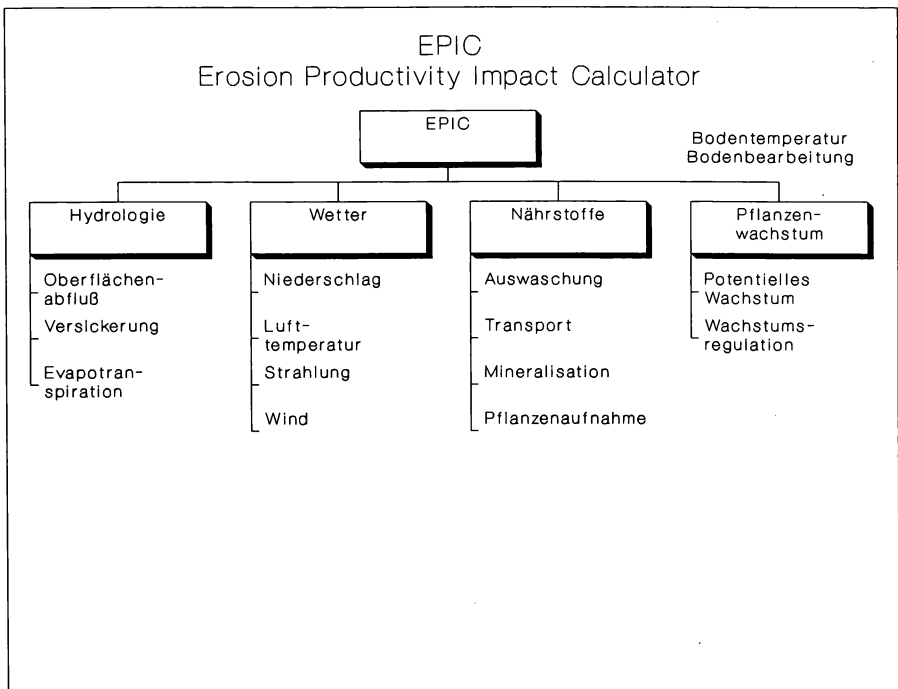 EPIC
Erosion Productivity Impact Calculator
EPIC
Bodentemperatur
Bodenbearbeitung
Hydrologie
Oberflächen-
abfluß
Versickerung
Evapotran-
spiration
Wetter
Niederschlag
Luft-
temperatur
Strahlung
Wind
Nährstoffe
Auswaschung
Transport
Mineralisation
Pflanzenaufnahme
Pflanzen-
wachstum
Potentielles
Wachstum
Wachstums-
regulation